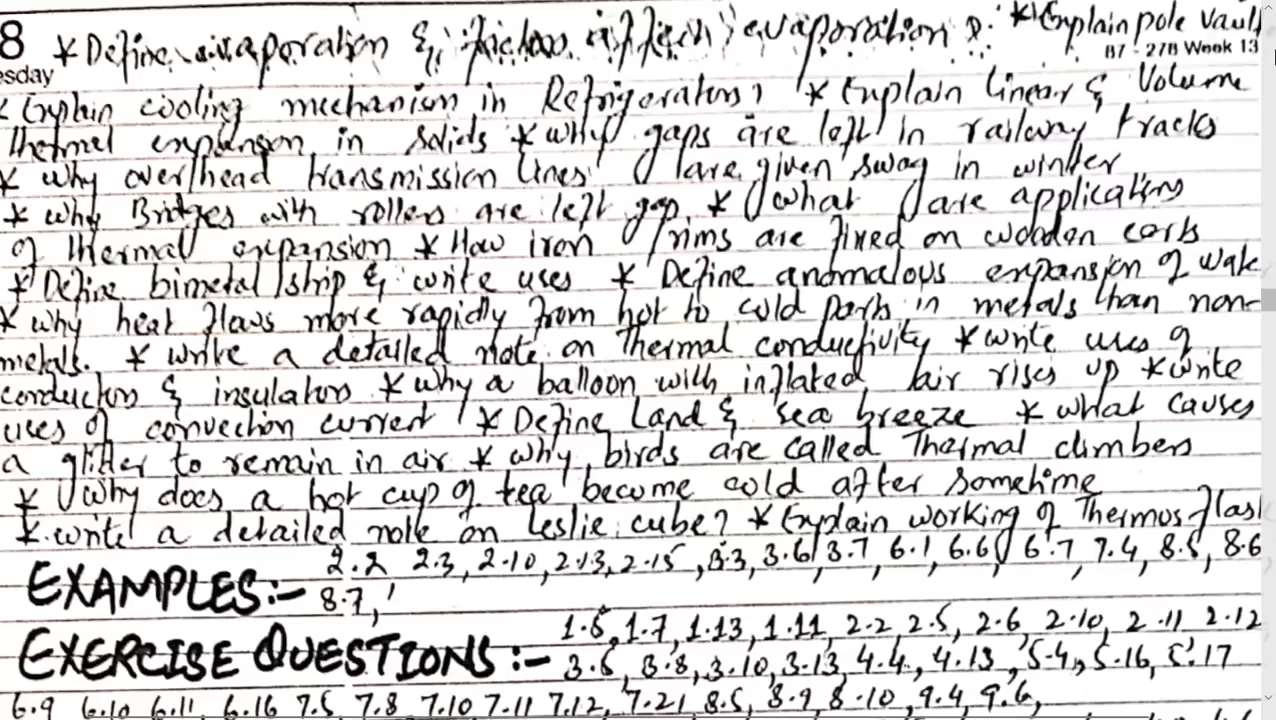 8 * Define evaporation & factors affecting evaporation? * Explain pole vault
esday 87 - 278 Week 13
* Explain cooling mechanism in Refrigerators? * Explain linear & Volume
thermal expansion in solids * why gaps are left in railway tracks
* why overhead transmission lines are given swag in winter
* why Bridges with rollers are left gap. * what are applications
of thermal expansion * How iron rims are fixed on wooden carts
* Define bimetal strip & write uses * Define anomalous expansion of wate
* why heat flows more rapidly from hot to cold parts in metals than non-
metals. * write a detailed note on Thermal conductivity * write uses of
conductors & insulators * why a balloon with inflated air rises up * write
uses of convection current * Define Land & sea breeze * what causes
a glider to remain in air * why birds are called Thermal climbers
* why does a hot cup of tea become cold after sometime
* write a detailed note on Leslie cube? * Explain working of Thermos flas
EXAMPLES:- 2.2 2.3, 2.10, 2.13, 2.15, 3.3, 3.6, 3.7, 6.1, 6.6, 6.7, 7.4, 8.5, 8.6
8.7,
EXERCISE QUESTIONS:- 1.6, 1.7, 1.13, 1.11, 2.2, 2.5, 2.6, 2.10, 2.11 2.12
3.6, 3.8, 3.10, 3.13, 4.4, 4.13, 5.4, 5.16, 5.17
6.9 6.10 6.11, 6.16 7.5, 7.8 7.10 7.11 7.12, 7.21 8.5, 8.9, 8.10, 9.4, 9.6,